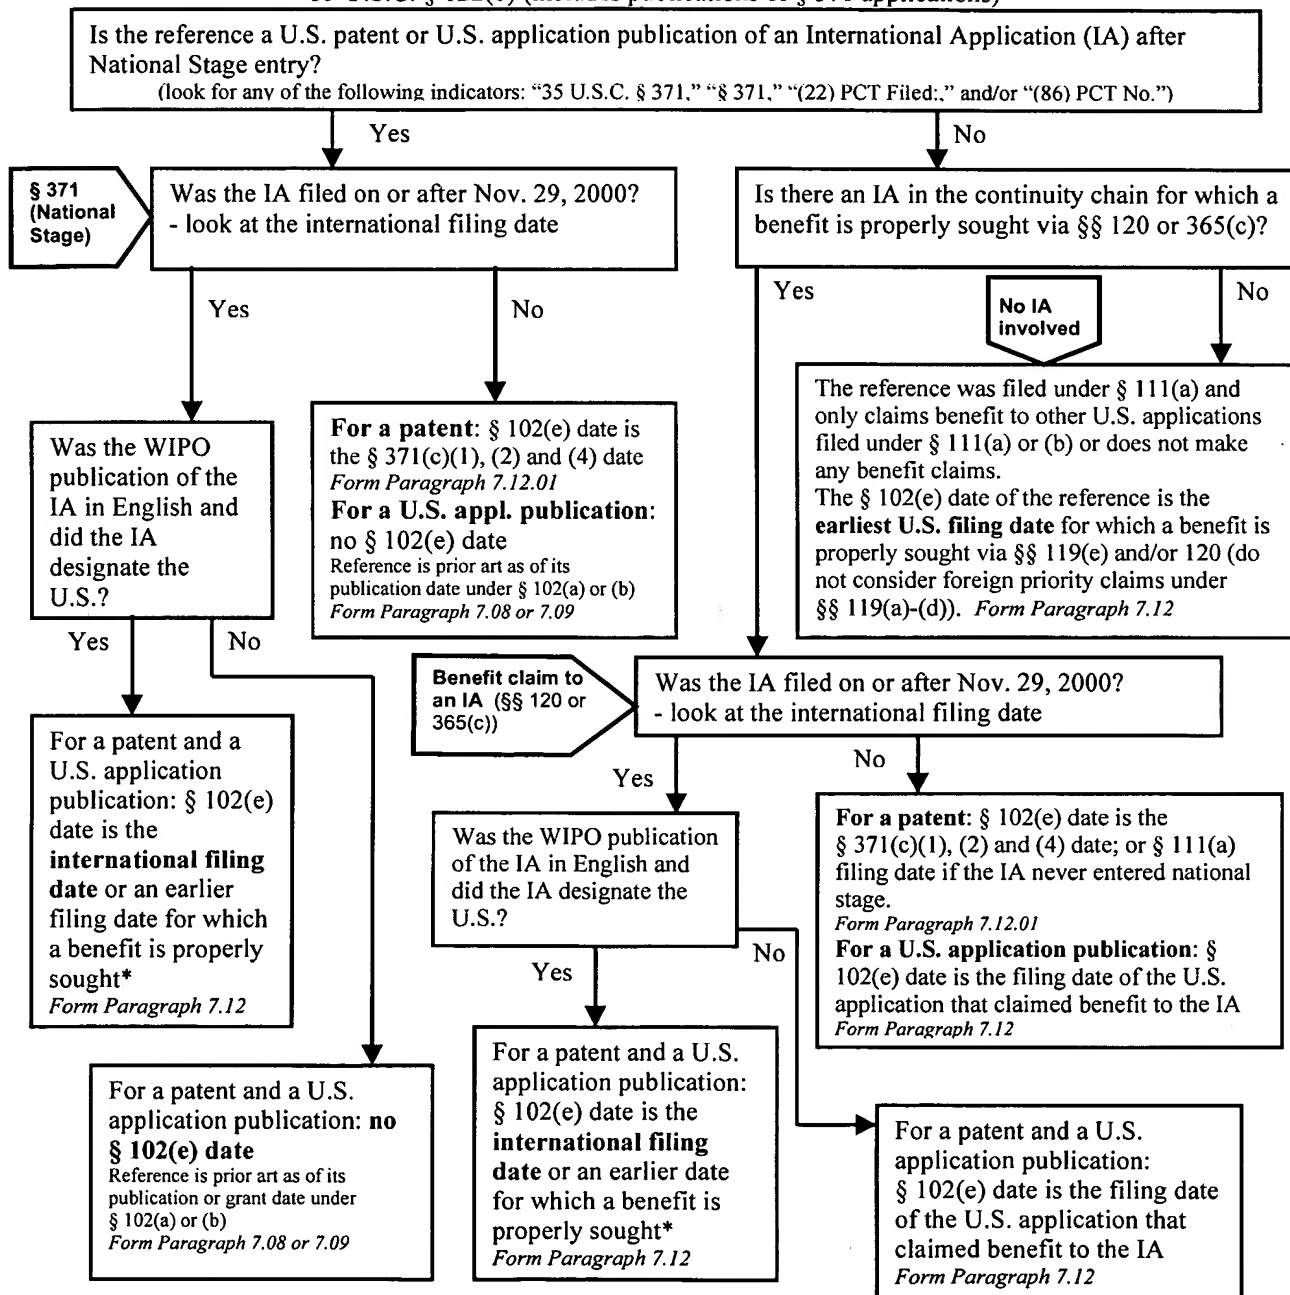 35 U.S.C. § 122(b) (includes publications of § 371 applications)
Is the reference a U.S. patent or U.S. application publication of an International Application (IA) after
National Stage entry?
(look for any of the following indicators: “35 U.S.C. § 371,” “§ 371,” “(22) PCT Filed:,” and/or “(86) PCT No.”)
Yes
No
§ 371
(National
Stage)
Was the IA filed on or after Nov. 29, 2000?
- look at the international filing date
Is there an IA in the continuity chain for which a
benefit is properly sought via §§ 120 or 365(c)?
Yes
No
Yes
No IA
involved
No
Was the WIPO
publication of the
IA in English and
did the IA
designate the
U.S.?
For a patent: § 102(e) date is
the § 371(c)(1), (2) and (4) date
Form Paragraph 7.12.01
For a U.S. appl. publication:
no § 102(e) date
Reference is prior art as of its
publication date under § 102(a) or (b)
Form Paragraph 7.08 or 7.09
The reference was filed under § 111(a) and
only claims benefit to other U.S. applications
filed under § 111(a) or (b) or does not make
any benefit claims.
The § 102(e) date of the reference is the
earliest U.S. filing date for which a benefit is
properly sought via §§ 119(e) and/or 120 (do
not consider foreign priority claims under
§§ 119(a)-(d)). Form Paragraph 7.12
Yes
No
Benefit claim to
an IA (§§ 120 or
365(c))
Was the IA filed on or after Nov. 29, 2000?
- look at the international filing date
Yes
No
For a patent and a
U.S. application
publication: § 102(e)
date is the
international filing
date or an earlier
filing date for which
a benefit is properly
sought*
Form Paragraph 7.12
Was the WIPO publication
of the IA in English and
did the IA designate the
U.S.?
For a patent: § 102(e) date is the
§ 371(c)(1), (2) and (4) date; or § 111(a)
filing date if the IA never entered national
stage.
Form Paragraph 7.12.01
For a U.S. application publication: §
102(e) date is the filing date of the U.S.
application that claimed benefit to the IA
Form Paragraph 7.12
Yes
No
For a patent and a U.S.
application publication: no
§ 102(e) date
Reference is prior art as of its
publication or grant date under
§ 102(a) or (b)
Form Paragraph 7.08 or 7.09
For a patent and a U.S.
application publication:
§ 102(e) date is the
international filing
date or an earlier date
for which a benefit is
properly sought*
Form Paragraph 7.12
For a patent and a U.S.
application publication:
§ 102(e) date is the filing date
of the U.S. application that
claimed benefit to the IA
Form Paragraph 7.12